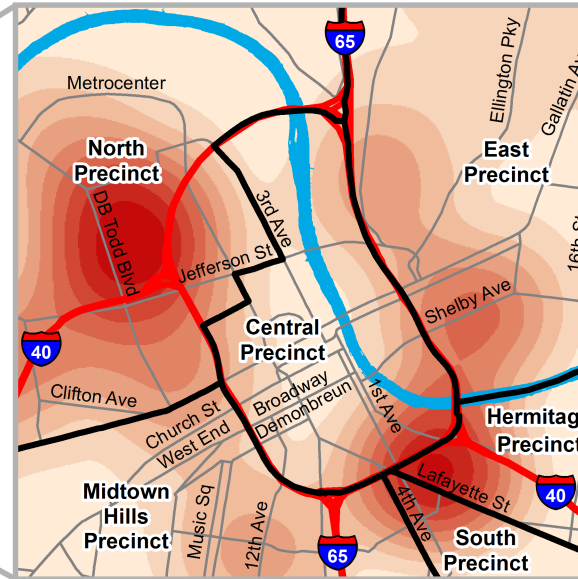 65
Metrocenter
Ellington Pky
Gallatin Av
North
Precinct
East
Precinct
DB Todd Blvd
3rd Ave
16th S
Jefferson St
Shelby Ave
Central
Precinct
40
Clifton Ave
Church St
West End
Broadway
Demonbreun
1st Ave
Hermitag
Precinct
Midtown
Hills
Precinct
Music Sq
12th Ave
4th Ave
Lafayette St
40
65
South
Precinct